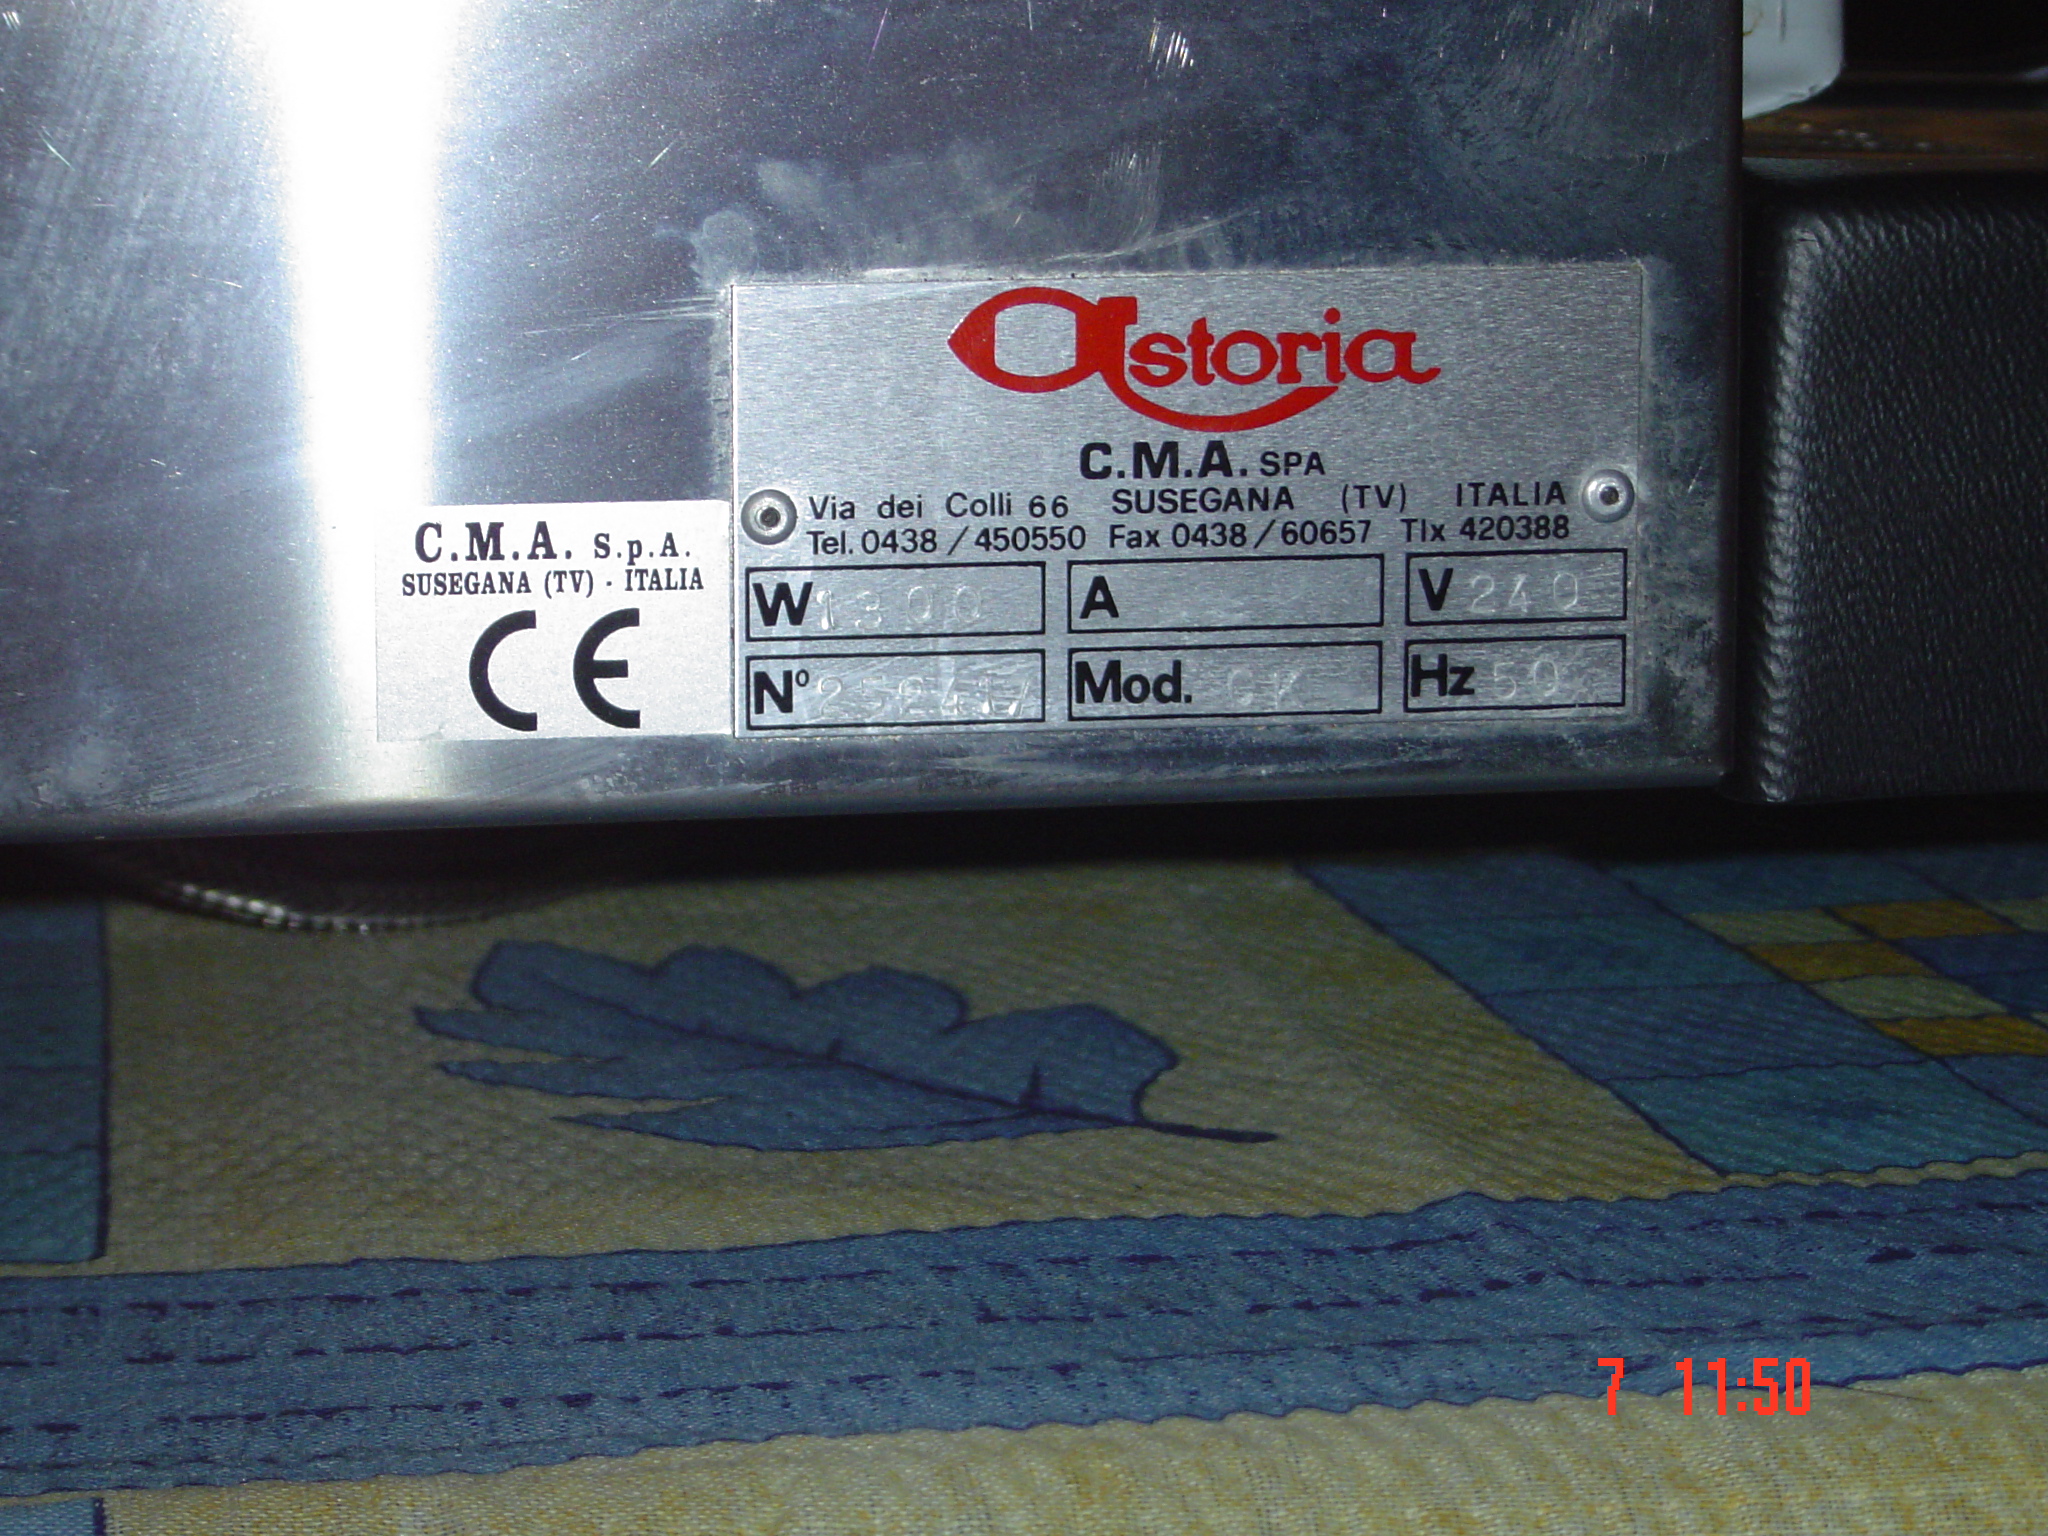 astoria
C.M.A. SPA
Via dei Colli 66 SUSEGANA (TV) ITALIA
Tel. 0438/450550 Fax 0438/60657 Tlx 420388
W 1300 A V 240
Nº Mod. Hz 50
C.M.A. S.p.A.
SUSEGANA (TV) · ITALIA
CE
7 11:50